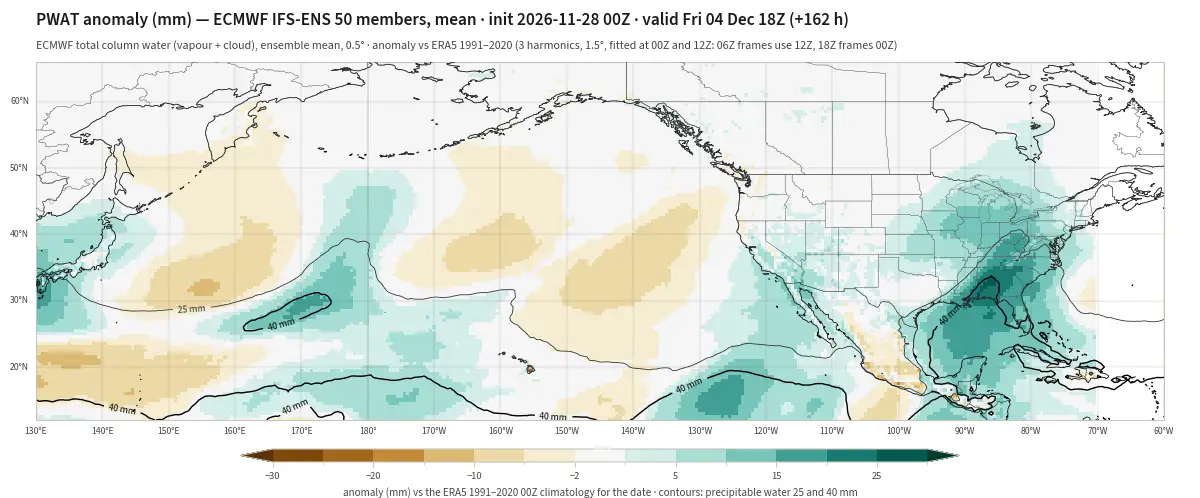 PWAT anomaly (mm) — ECMWF IFS-ENS 50 members, mean · init 2026-11-28 00Z · valid Fri 04 Dec 18Z (+162 h)
ECMWF total column water (vapour + cloud), ensemble mean, 0.5° · anomaly vs ERA5 1991–2020 (3 harmonics, 1.5°, fitted at 00Z and 12Z: 06Z frames use 12Z, 18Z frames 00Z)
60°N
50°N
40°N
30°N
20°N
25 mm
40 mm
40 mm
40 mm
40 mm
40 mm
40 mm
130°E 140°E 150°E 160°E 170°E 180° 170°W 160°W 150°W 140°W 130°W 120°W 110°W 100°W 90°W 80°W 70°W 60°W
−30 −20 −10 −2 5 15 25
anomaly (mm) vs the ERA5 1991–2020 00Z climatology for the date · contours: precipitable water 25 and 40 mm